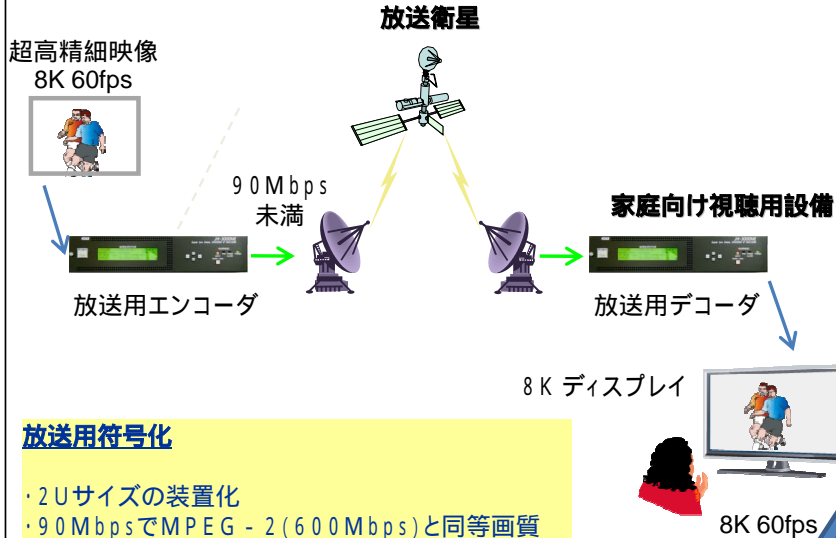 放送衛星
超高精細映像
8K 60fps
90Mbps
未満
家庭向け視聴用設備
放送用エンコーダ
放送用デコーダ
8K ディスプレイ
放送用符号化
・2Uサイズの装置化
・90MbpsでMPEG-2(600Mbps)と同等画質
8K 60fps